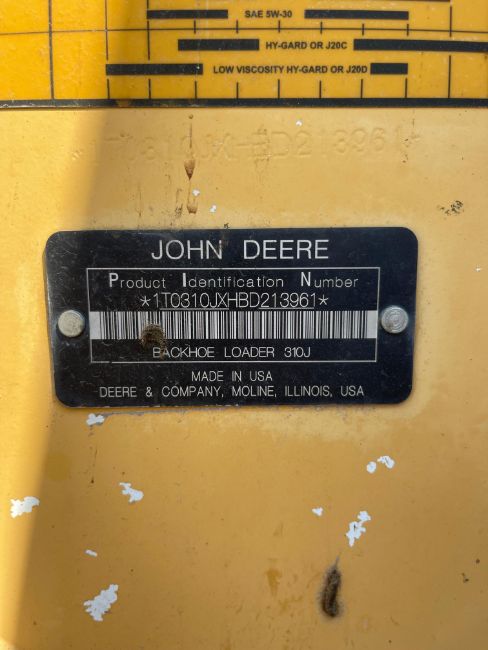 SAE 5W-30
HY-GARD OR J20C
LOW VISCOSITY HY-GARD OR J20D
1T0310JXHBD213961*
JOHN DEERE
Product Identification Number
*1T0310JXHBD213961*
BACKHOE LOADER 310J
MADE IN USA
DEERE & COMPANY, MOLINE, ILLINOIS, USA